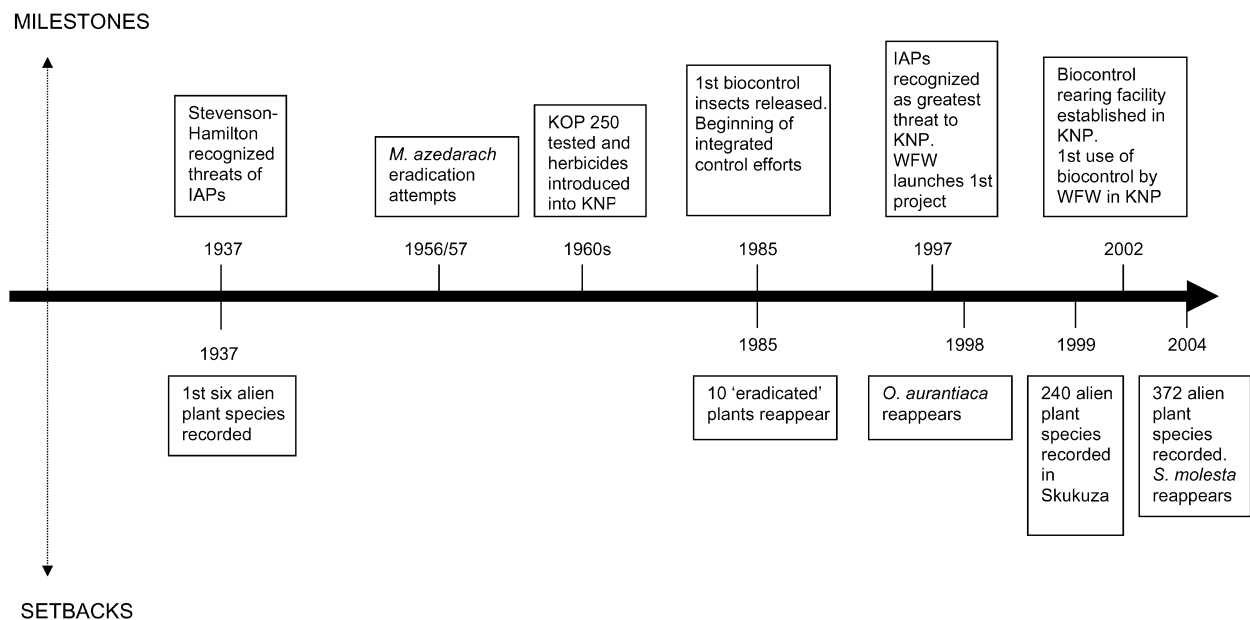 MILESTONES
Stevenson-
Hamilton
recognized
threats of
IAPs
M. azedarach
eradication
attempts
KOP 250
tested and
herbicides
introduced
into KNP
1st biocontrol
insects released.
Beginning of
integrated
control efforts
IAPs
recognized
as greatest
threat to
KNP.
WFW
launches 1st
project
Biocontrol
rearing facility
established in
KNP.
1st use of
biocontrol by
WFW in KNP
1937
1956/57
1960s
1985
1997
2002
1937
1985
1998
1999
2004
1st six alien
plant species
recorded
10 ‘eradicated’
plants reappear
O. aurantiaca
reappears
240 alien
plant
species
recorded
in
Skukuza
372 alien
plant
species
recorded.
S. molesta
reappears
SETBACKS